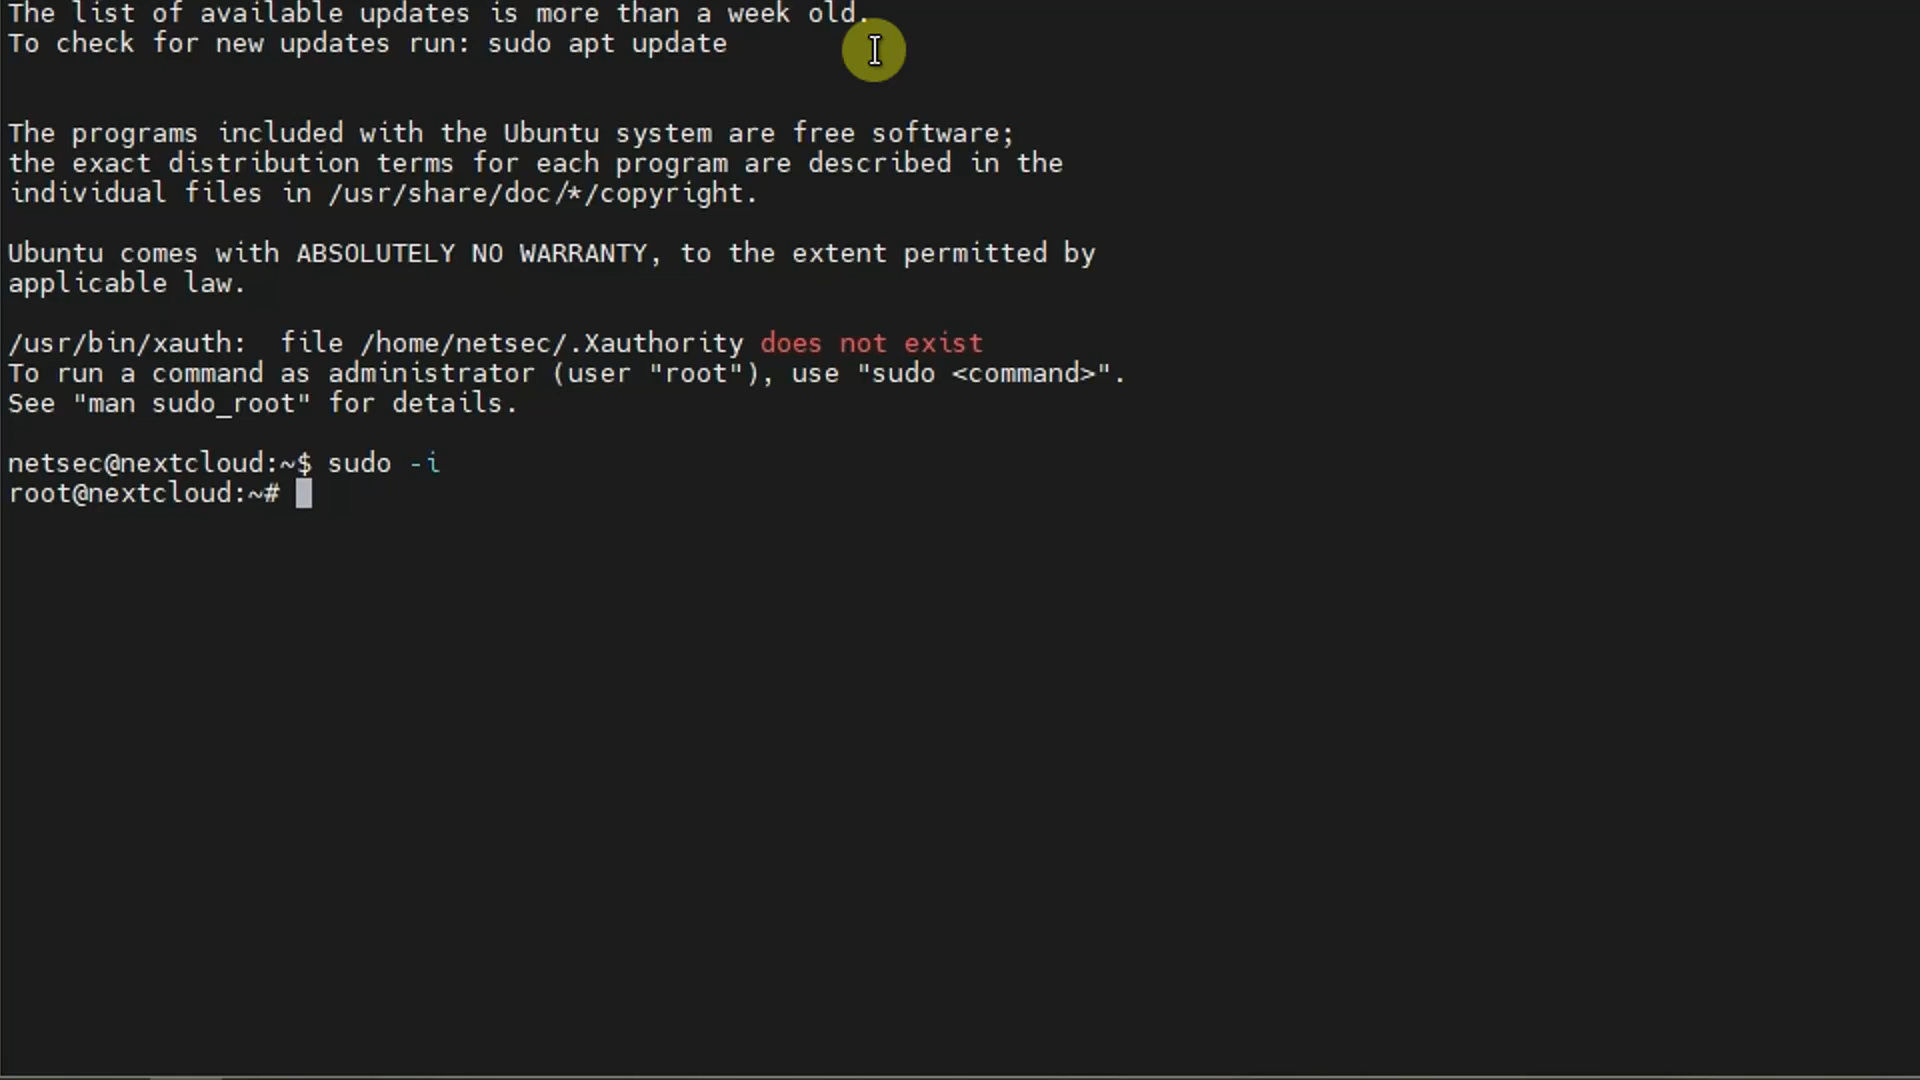 The list of available updates is more than a week old.
To check for new updates run: sudo apt update
The programs included with the Ubuntu system are free software;
the exact distribution terms for each program are described in the
individual files in /usr/share/doc/*/copyright.
Ubuntu comes with ABSOLUTELY NO WARRANTY, to the extent permitted by
applicable law.
/usr/bin/xauth:  file /home/netsec/.Xauthority does not exist
To run a command as administrator (user "root"), use "sudo <command>".
See "man sudo_root" for details.
netsec@nextcloud:~$ sudo -i
root@nextcloud:~#